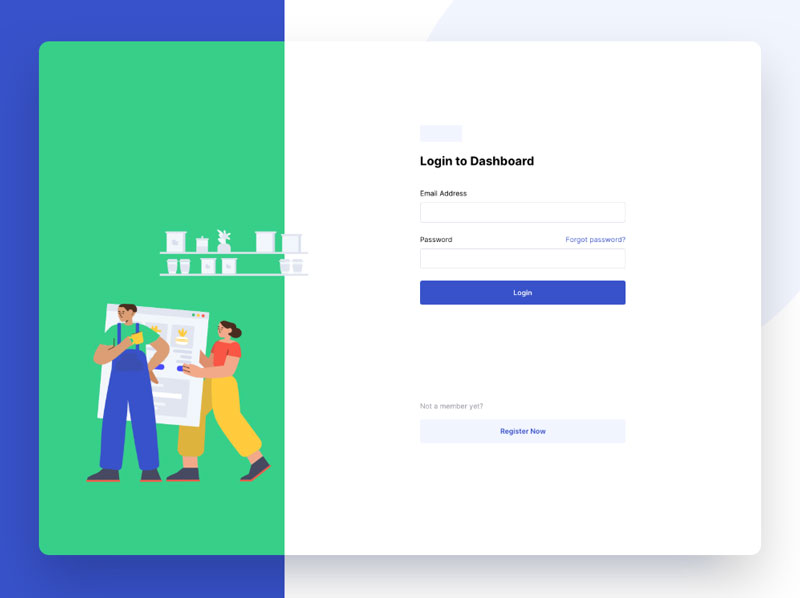 Login to Dashboard
Email Address
Password
Forgot password?
Login
Not a member yet?
Register Now